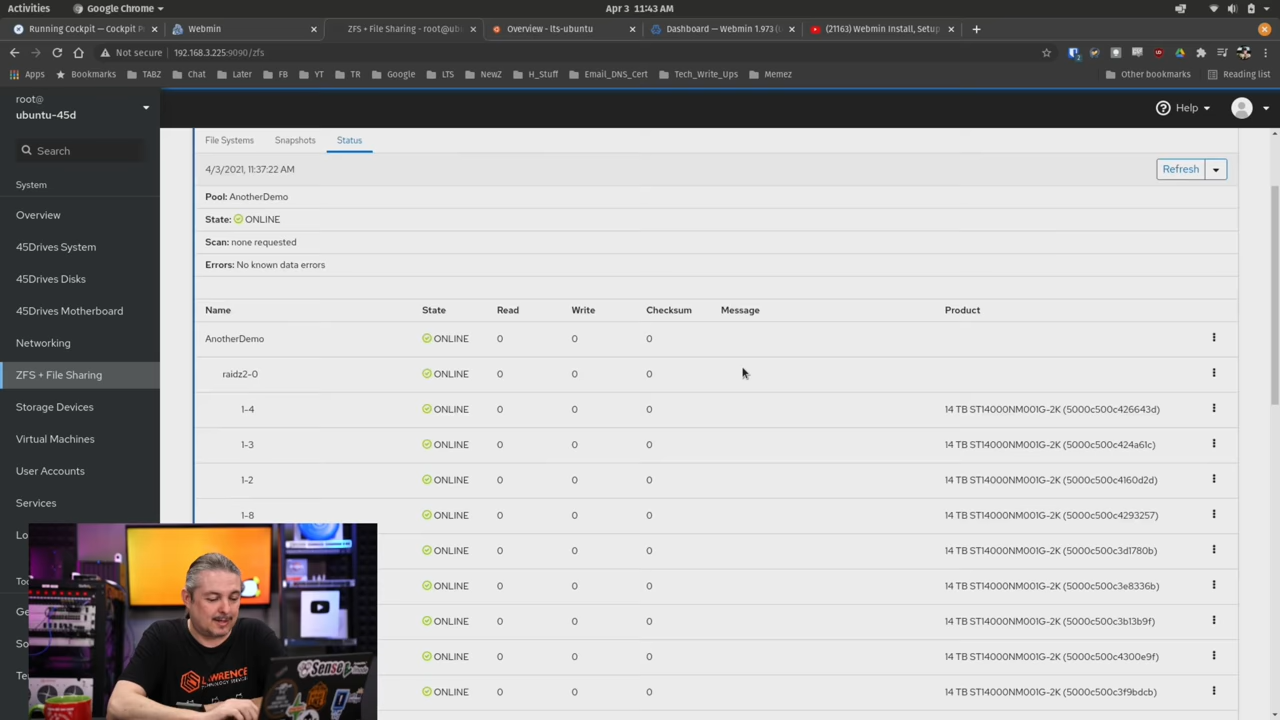 Activities
Google Chrome
Apr 3 11:43 AM
Running Cockpit — Cockpit P
Webmin
ZFS + File Sharing - root@ub
Overview - lts-ubuntu
Dashboard — Webmin 1.973 (
(21163) Webmin Install, Setup
Not secure 192.168.3.225:9090/zfs
Apps Bookmarks TABZ Chat Later FB YT TR Google LTS NewZ H_Stuff Email_DNS_Cert Tech_Write_Ups Memez Other bookmarks Reading list
root@
ubuntu-45d
Help
Search
System
Overview
45Drives System
45Drives Disks
45Drives Motherboard
Networking
ZFS + File Sharing
Storage Devices
Virtual Machines
User Accounts
Services
File Systems Snapshots Status
4/3/2021, 11:37:22 AM Refresh
Pool: AnotherDemo
State: ONLINE
Scan: none requested
Errors: No known data errors
Name State Read Write Checksum Message Product
AnotherDemo ONLINE 0 0 0
raidz2-0 ONLINE 0 0 0
1-4 ONLINE 0 0 0 14 TB ST14000NM001G-2K (5000c500c426643d)
1-3 ONLINE 0 0 0 14 TB ST14000NM001G-2K (5000c500c424a61c)
1-2 ONLINE 0 0 0 14 TB ST14000NM001G-2K (5000c500c4160d2d)
1-8 ONLINE 0 0 0 14 TB ST14000NM001G-2K (5000c500c4293257)
ONLINE 0 0 0 14 TB ST14000NM001G-2K (5000c500c3d1780b)
ONLINE 0 0 0 14 TB ST14000NM001G-2K (5000c500c3e8336b)
ONLINE 0 0 0 14 TB ST14000NM001G-2K (5000c500c3b13b9f)
ONLINE 0 0 0 14 TB ST14000NM001G-2K (5000c500c4300e9f)
ONLINE 0 0 0 14 TB ST14000NM001G-2K (5000c500c3f9bdcb)
LAWRENCE
TECHNOLOGY SERVICES
Sense